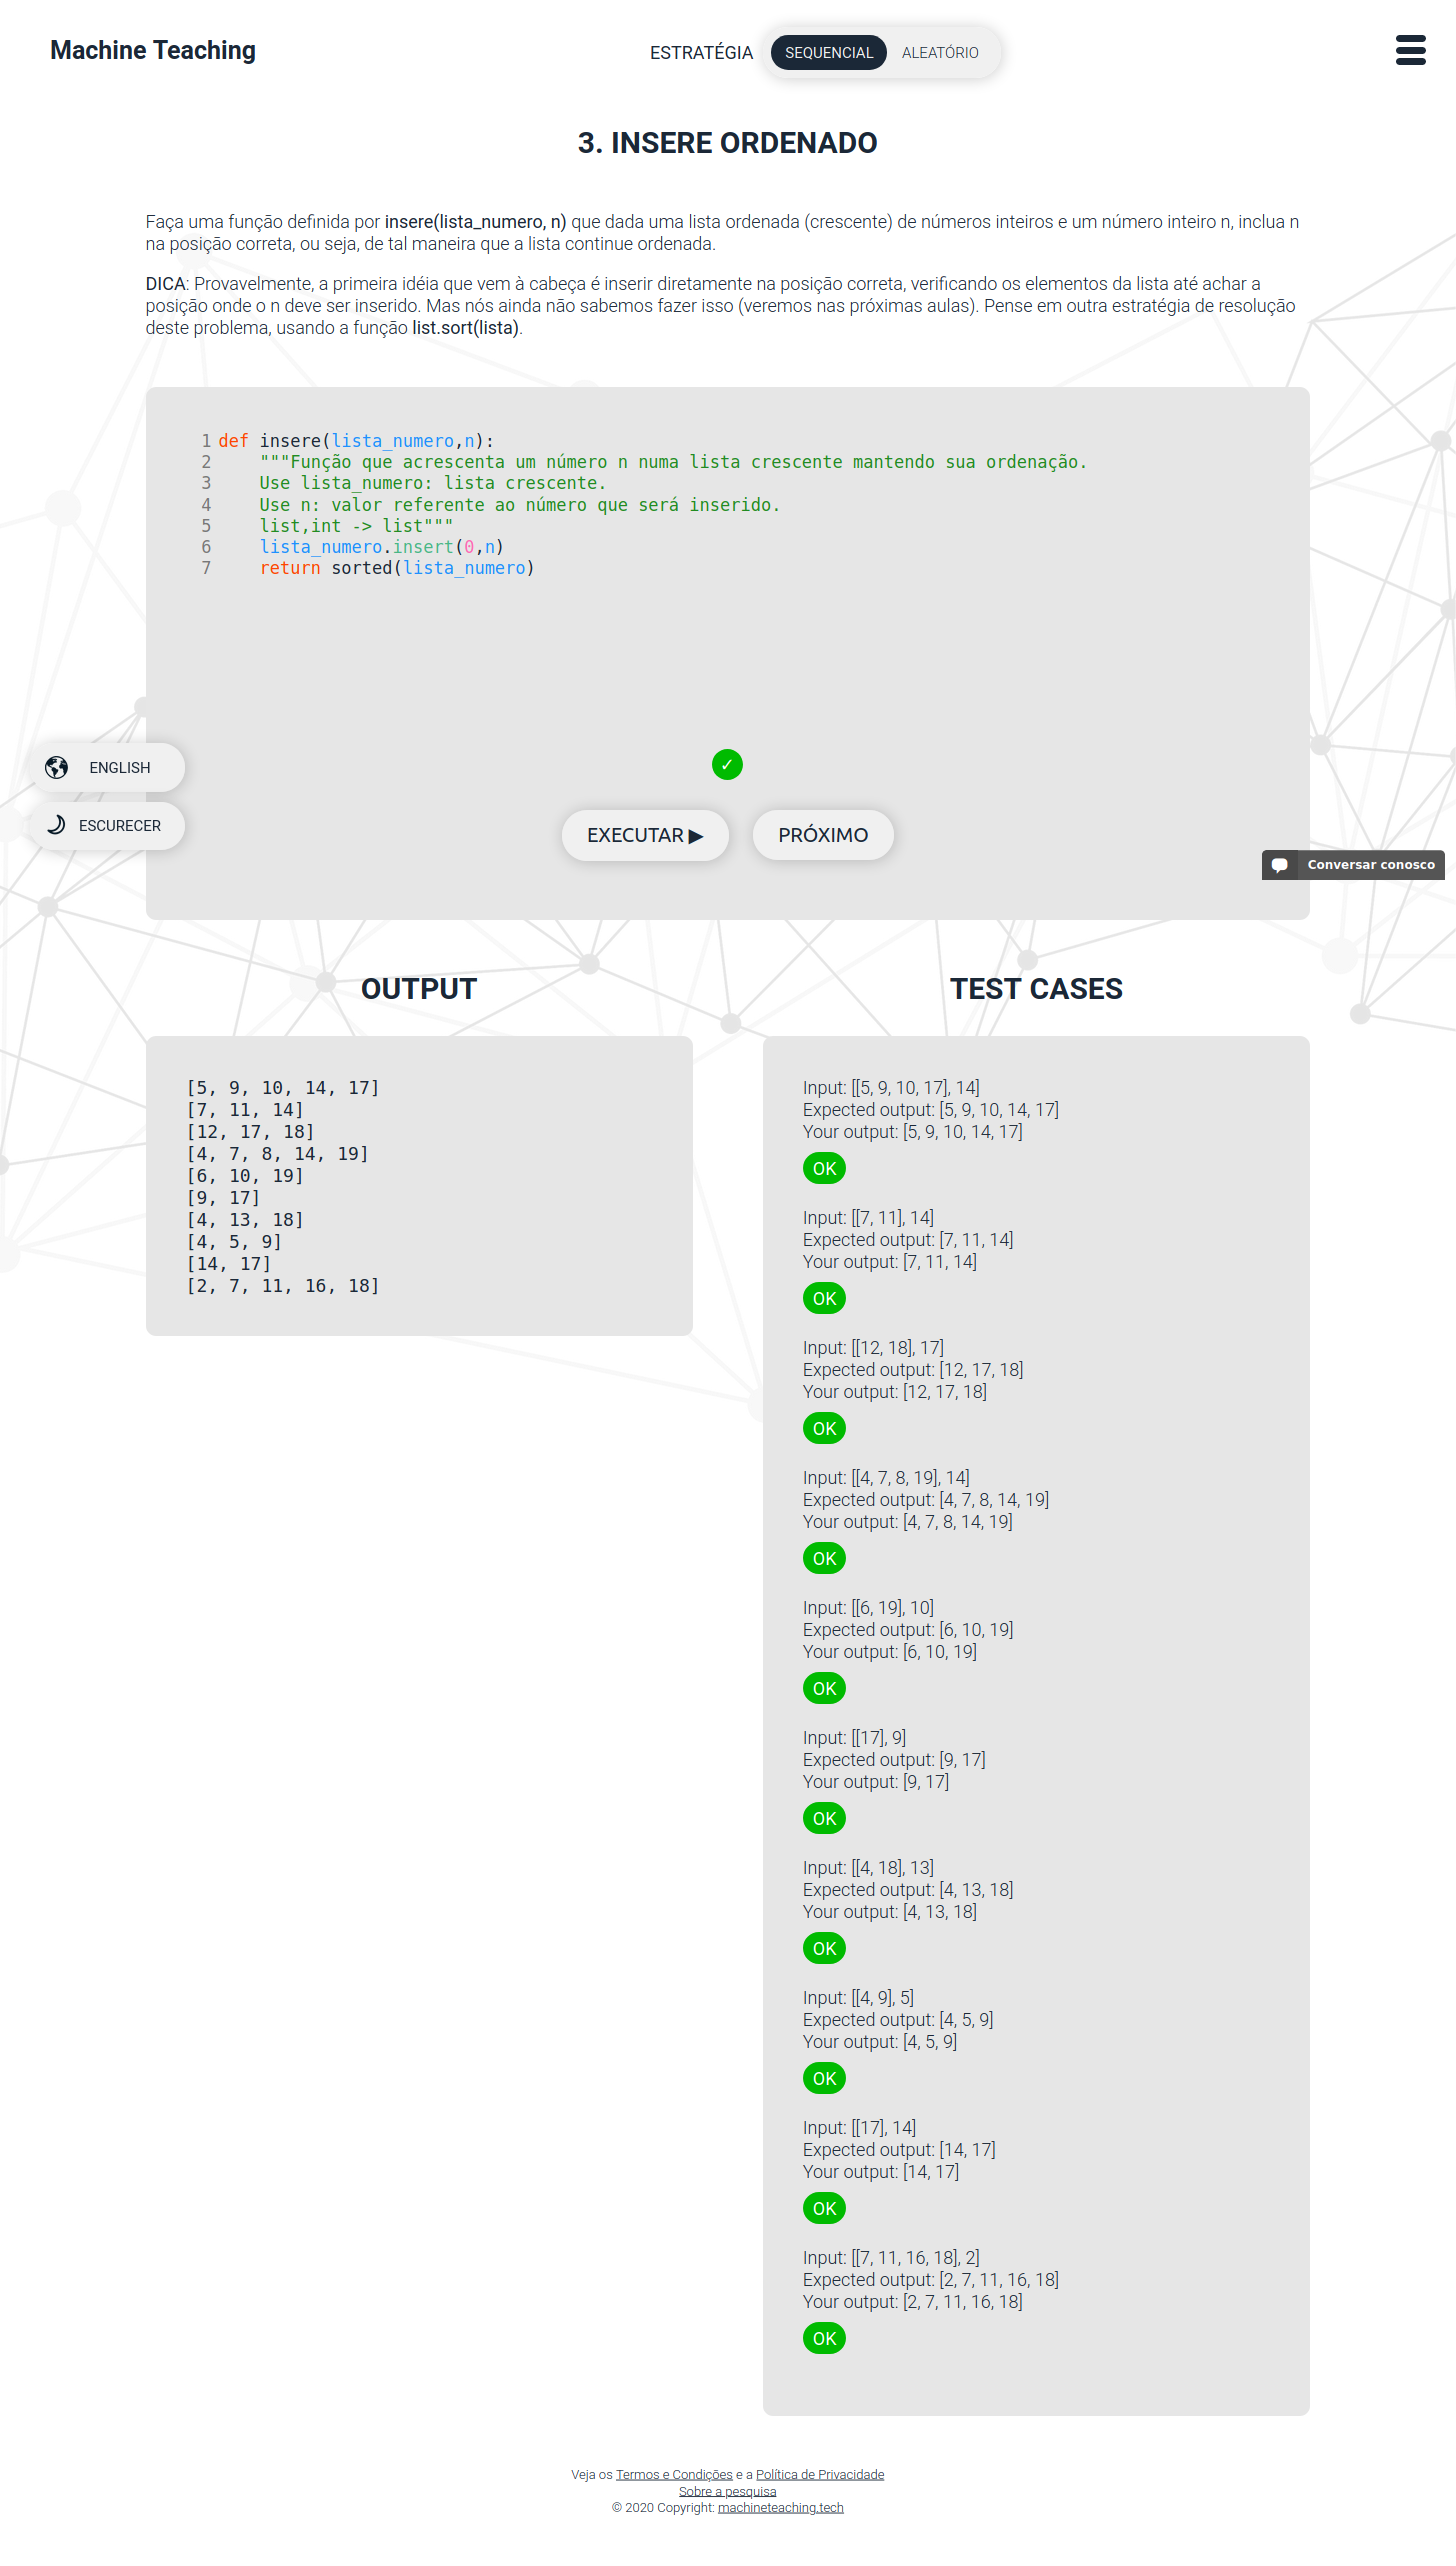 Machine Teaching
ESTRATÉGIA SEQUENCIAL ALEATÓRIO
3. INSERE ORDENADO
Faça uma função definida por insere(lista_numero, n) que dada uma lista ordenada (crescente) de números inteiros e um número inteiro n, inclua n
na posição correta, ou seja, de tal maneira que a lista continue ordenada.
DICA: Provavelmente, a primeira idéia que vem à cabeça é inserir diretamente na posição correta, verificando os elementos da lista até achar a
posição onde o n deve ser inserido. Mas nós ainda não sabemos fazer isso (veremos nas próximas aulas). Pense em outra estratégia de resolução
deste problema, usando a função list.sort(lista).
1 def insere(lista_numero,n):
2     """Função que acrescenta um número n numa lista crescente mantendo sua ordenação.
3     Use lista_numero: lista crescente.
4     Use n: valor referente ao número que será inserido.
5     list,int -> list"""
6     lista_numero.insert(0,n)
7     return sorted(lista_numero)
✓
ENGLISH
ESCURECER
EXECUTAR ▶ PRÓXIMO
Conversar conosco
OUTPUT
[5, 9, 10, 14, 17]
[7, 11, 14]
[12, 17, 18]
[4, 7, 8, 14, 19]
[6, 10, 19]
[9, 17]
[4, 13, 18]
[4, 5, 9]
[14, 17]
[2, 7, 11, 16, 18]
TEST CASES
Input: [[5, 9, 10, 17], 14]
Expected output: [5, 9, 10, 14, 17]
Your output: [5, 9, 10, 14, 17]
OK
Input: [[7, 11], 14]
Expected output: [7, 11, 14]
Your output: [7, 11, 14]
OK
Input: [[12, 18], 17]
Expected output: [12, 17, 18]
Your output: [12, 17, 18]
OK
Input: [[4, 7, 8, 19], 14]
Expected output: [4, 7, 8, 14, 19]
Your output: [4, 7, 8, 14, 19]
OK
Input: [[6, 19], 10]
Expected output: [6, 10, 19]
Your output: [6, 10, 19]
OK
Input: [[17], 9]
Expected output: [9, 17]
Your output: [9, 17]
OK
Input: [[4, 18], 13]
Expected output: [4, 13, 18]
Your output: [4, 13, 18]
OK
Input: [[4, 9], 5]
Expected output: [4, 5, 9]
Your output: [4, 5, 9]
OK
Input: [[17], 14]
Expected output: [14, 17]
Your output: [14, 17]
OK
Input: [[7, 11, 16, 18], 2]
Expected output: [2, 7, 11, 16, 18]
Your output: [2, 7, 11, 16, 18]
OK
Veja os Termos e Condições e a Política de Privacidade
Sobre a pesquisa
© 2020 Copyright: machineteaching.tech